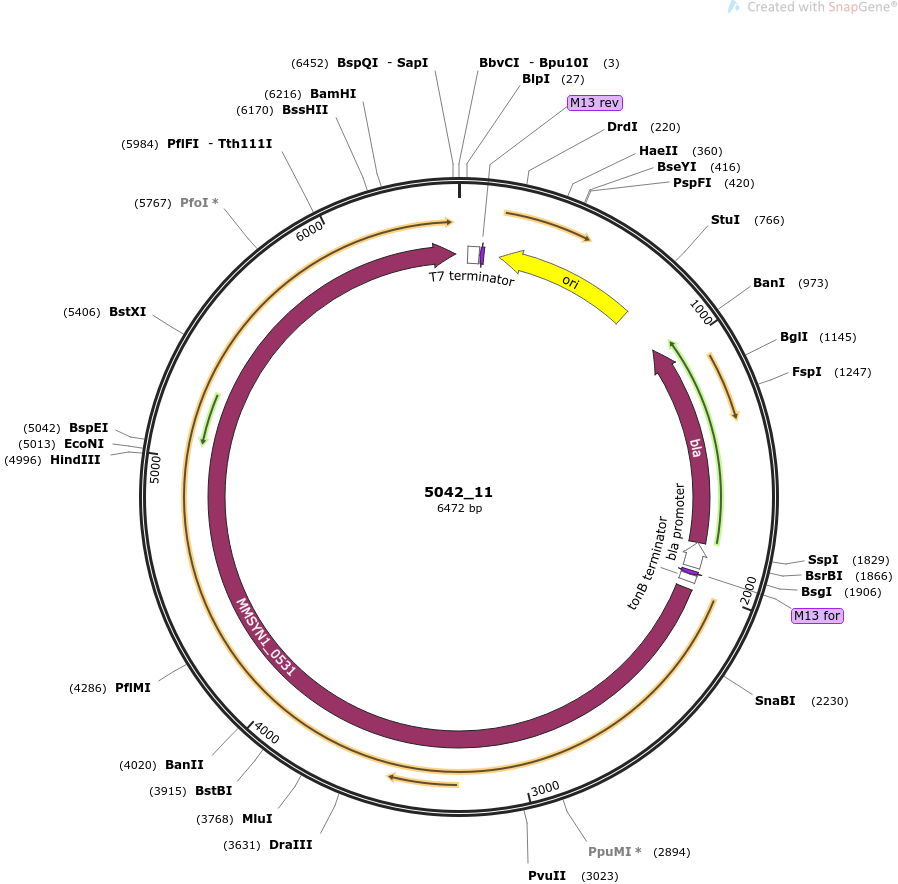 Created with SnapGene®
(6452) BspQI - SapI
BbvCI - Bpu10I (3)
BlpI (27)
(6216) BamHI
M13 rev
(6170) BssHII
DrdI (220)
(5984) PflFI - Tth111I
HaeII (360)
BseYI (416)
PspFI (420)
(5767) PfoI *
StuI (766)
6000
T7 terminator
ori
BanI (973)
1000
(5406) BstXI
BglI (1145)
FspI (1247)
(5042) BspEI
(5013) EcoNI
(4996) HindIII
5000
bla
5042_11
6472 bp
bla promoter
tonB terminator
SspI (1829)
BsrBI (1866)
BsgI (1906)
2000
M13 for
MMSYN1_0531
(4286) PflMI
SnaBI (2230)
4000
(4020) BanII
(3915) BstBI
3000
(3768) MluI
(3631) DraIII
PpuMI * (2894)
PvuII (3023)